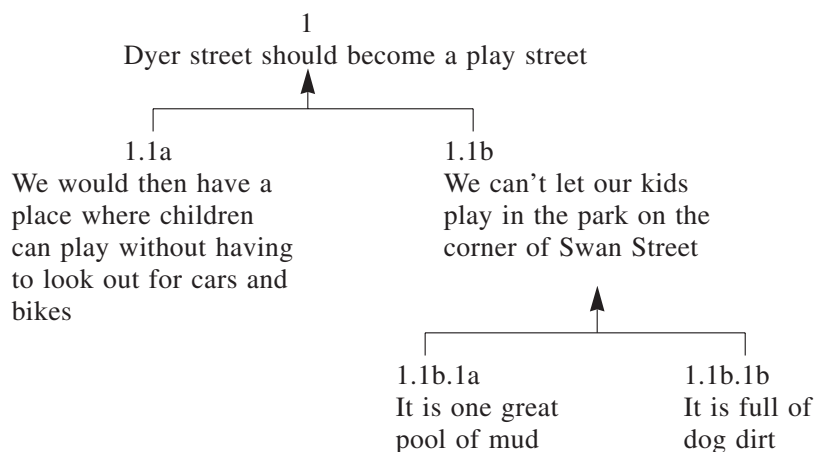 1
Dyer street should become a play street
1.1a
We would then have a
place where children
can play without having
to look out for cars and
bikes
1.1b
We can't let our kids
play in the park on the
corner of Swan Street
1.1b.1a
It is one great
pool of mud
1.1b.1b
It is full of
dog dirt